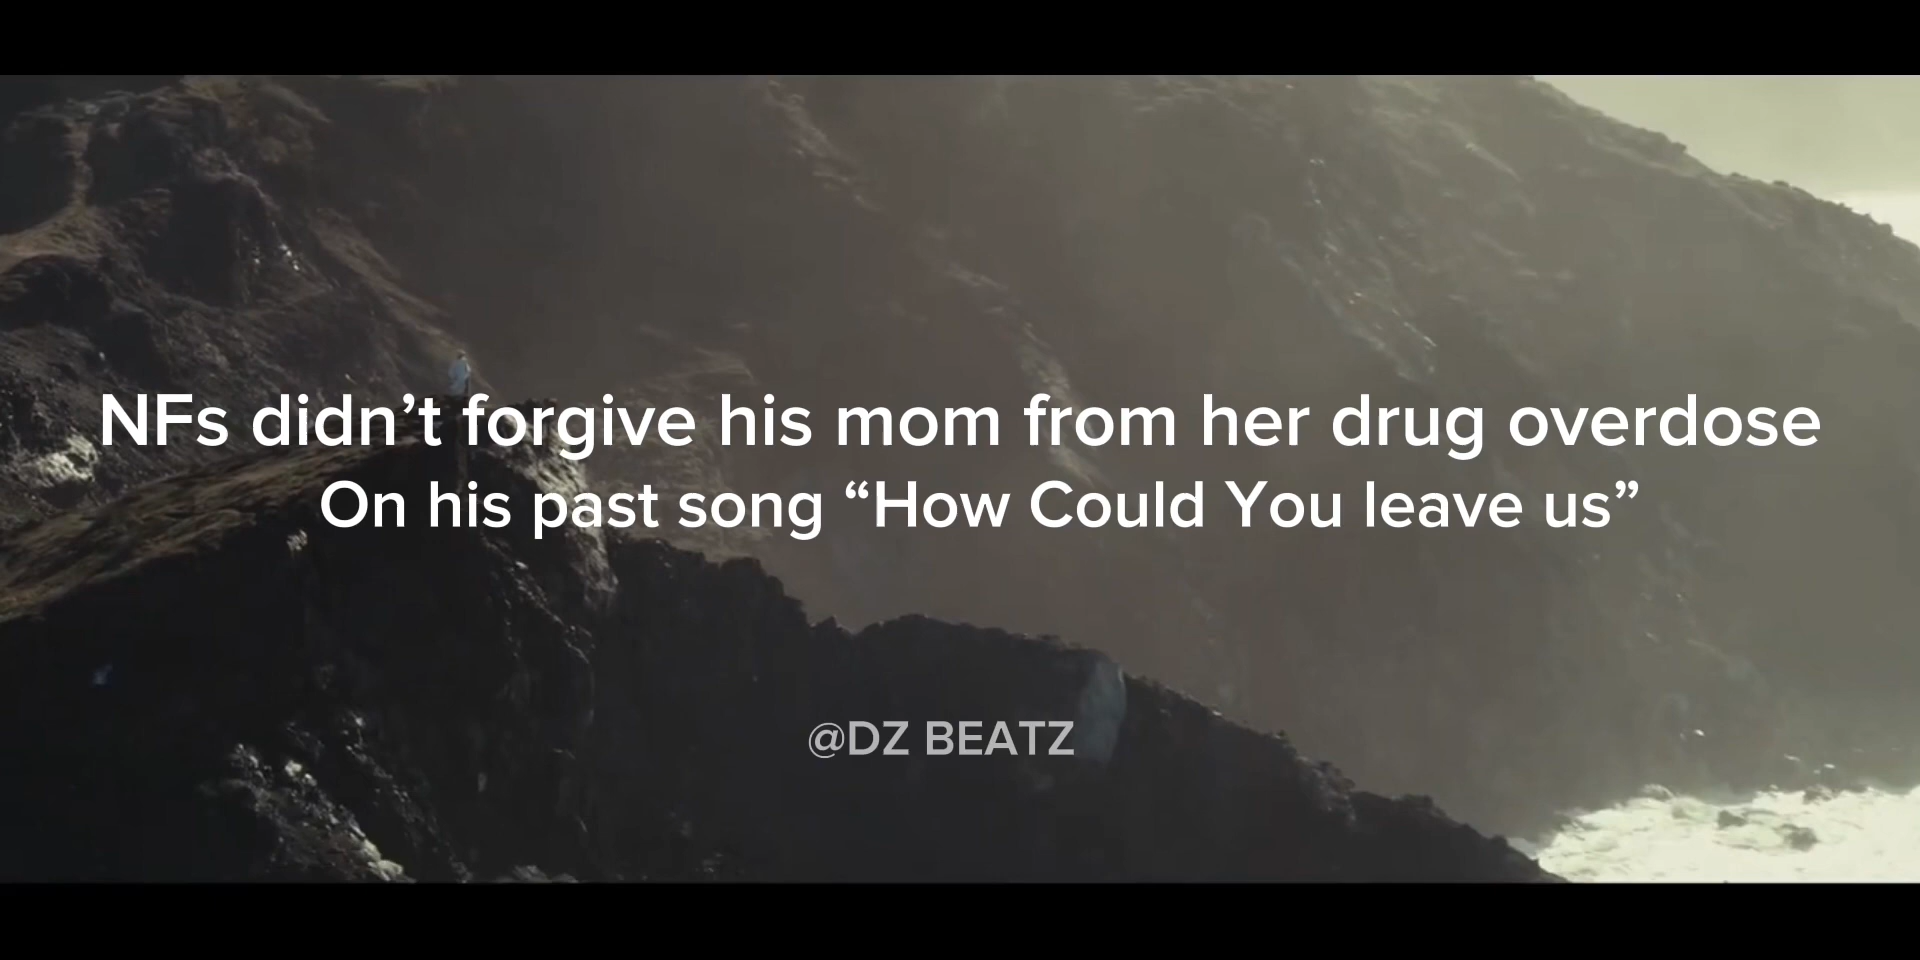 NFs didn’t forgive his mom from her drug overdose
On his past song “How Could You leave us”
@DZ BEATZ